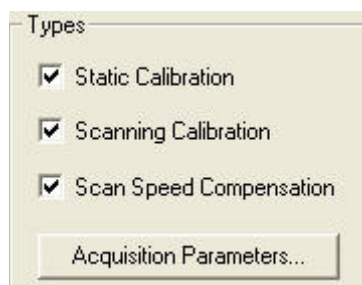 Types
Static Calibration
Scanning Calibration
Scan Speed Compensation
Acquisition Parameters...